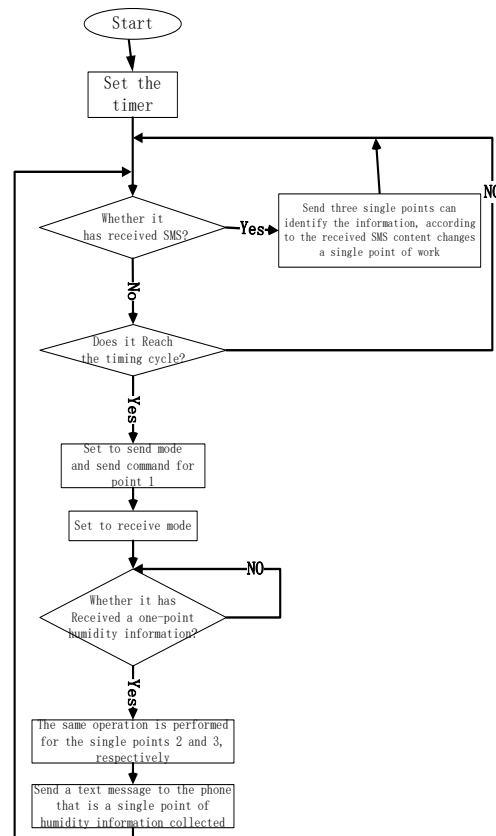 Start
Set the
timer
Whether it
has received SMS?
Yes
Send three single points can
identify the information, according
to the received SMS content changes
a single point of work
NO
No
Does it Reach
the timing cycle?
Yes
Set to send mode
and send command for
point 1
Set to receive mode
NO
Whether it has
Received a one-point
humidity information?
Yes
The same operation is performed
for the single points 2 and 3,
respectively
Send a text message to the phone
that is a single point of
humidity information collected